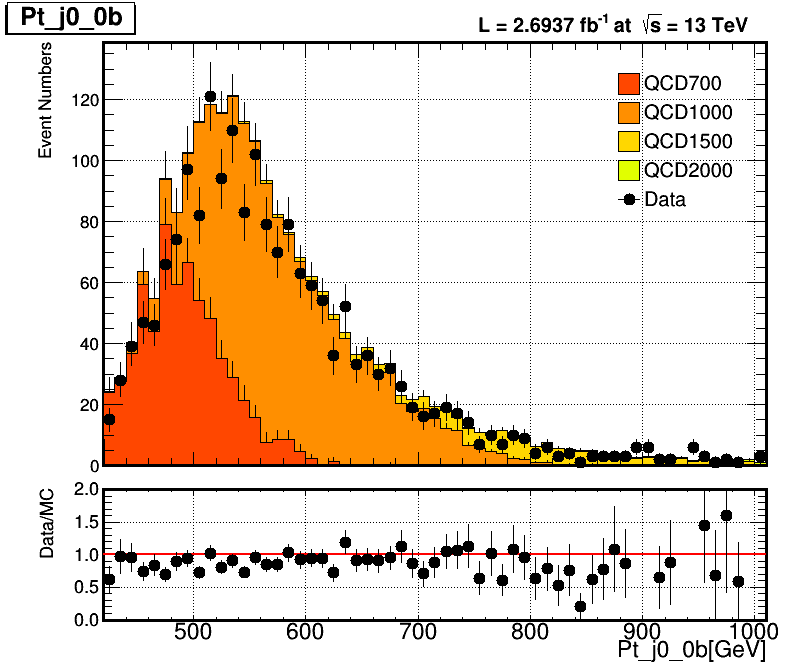 Pt_j0_0b
L = 2.6937 fb-1 at √s = 13 TeV
Event Numbers
120
100
80
60
40
20
0
QCD700
QCD1000
QCD1500
QCD2000
Data
Data/MC
2.0
1.5
1.0
0.5
0.0
500 600 700 800 900 1000
Pt_j0_0b[GeV]